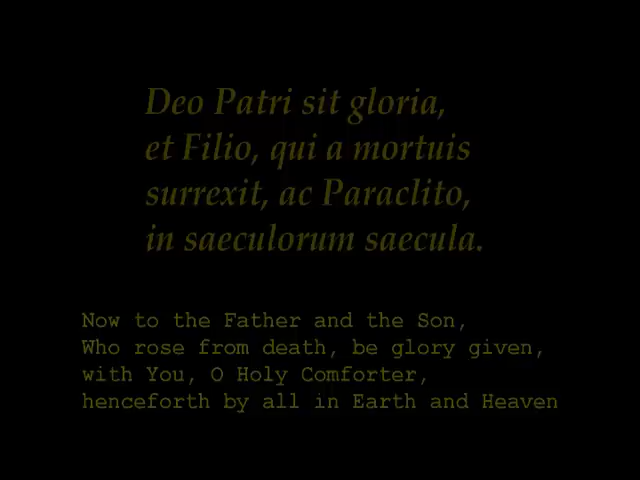 Deo Patri sit gloria,
et Filio, qui a mortuis
surrexit, ac Paraclito,
in saeculorum saecula.
Now to the Father and the Son,
Who rose from death, be glory given,
with You, O Holy Comforter,
henceforth by all in Earth and Heaven